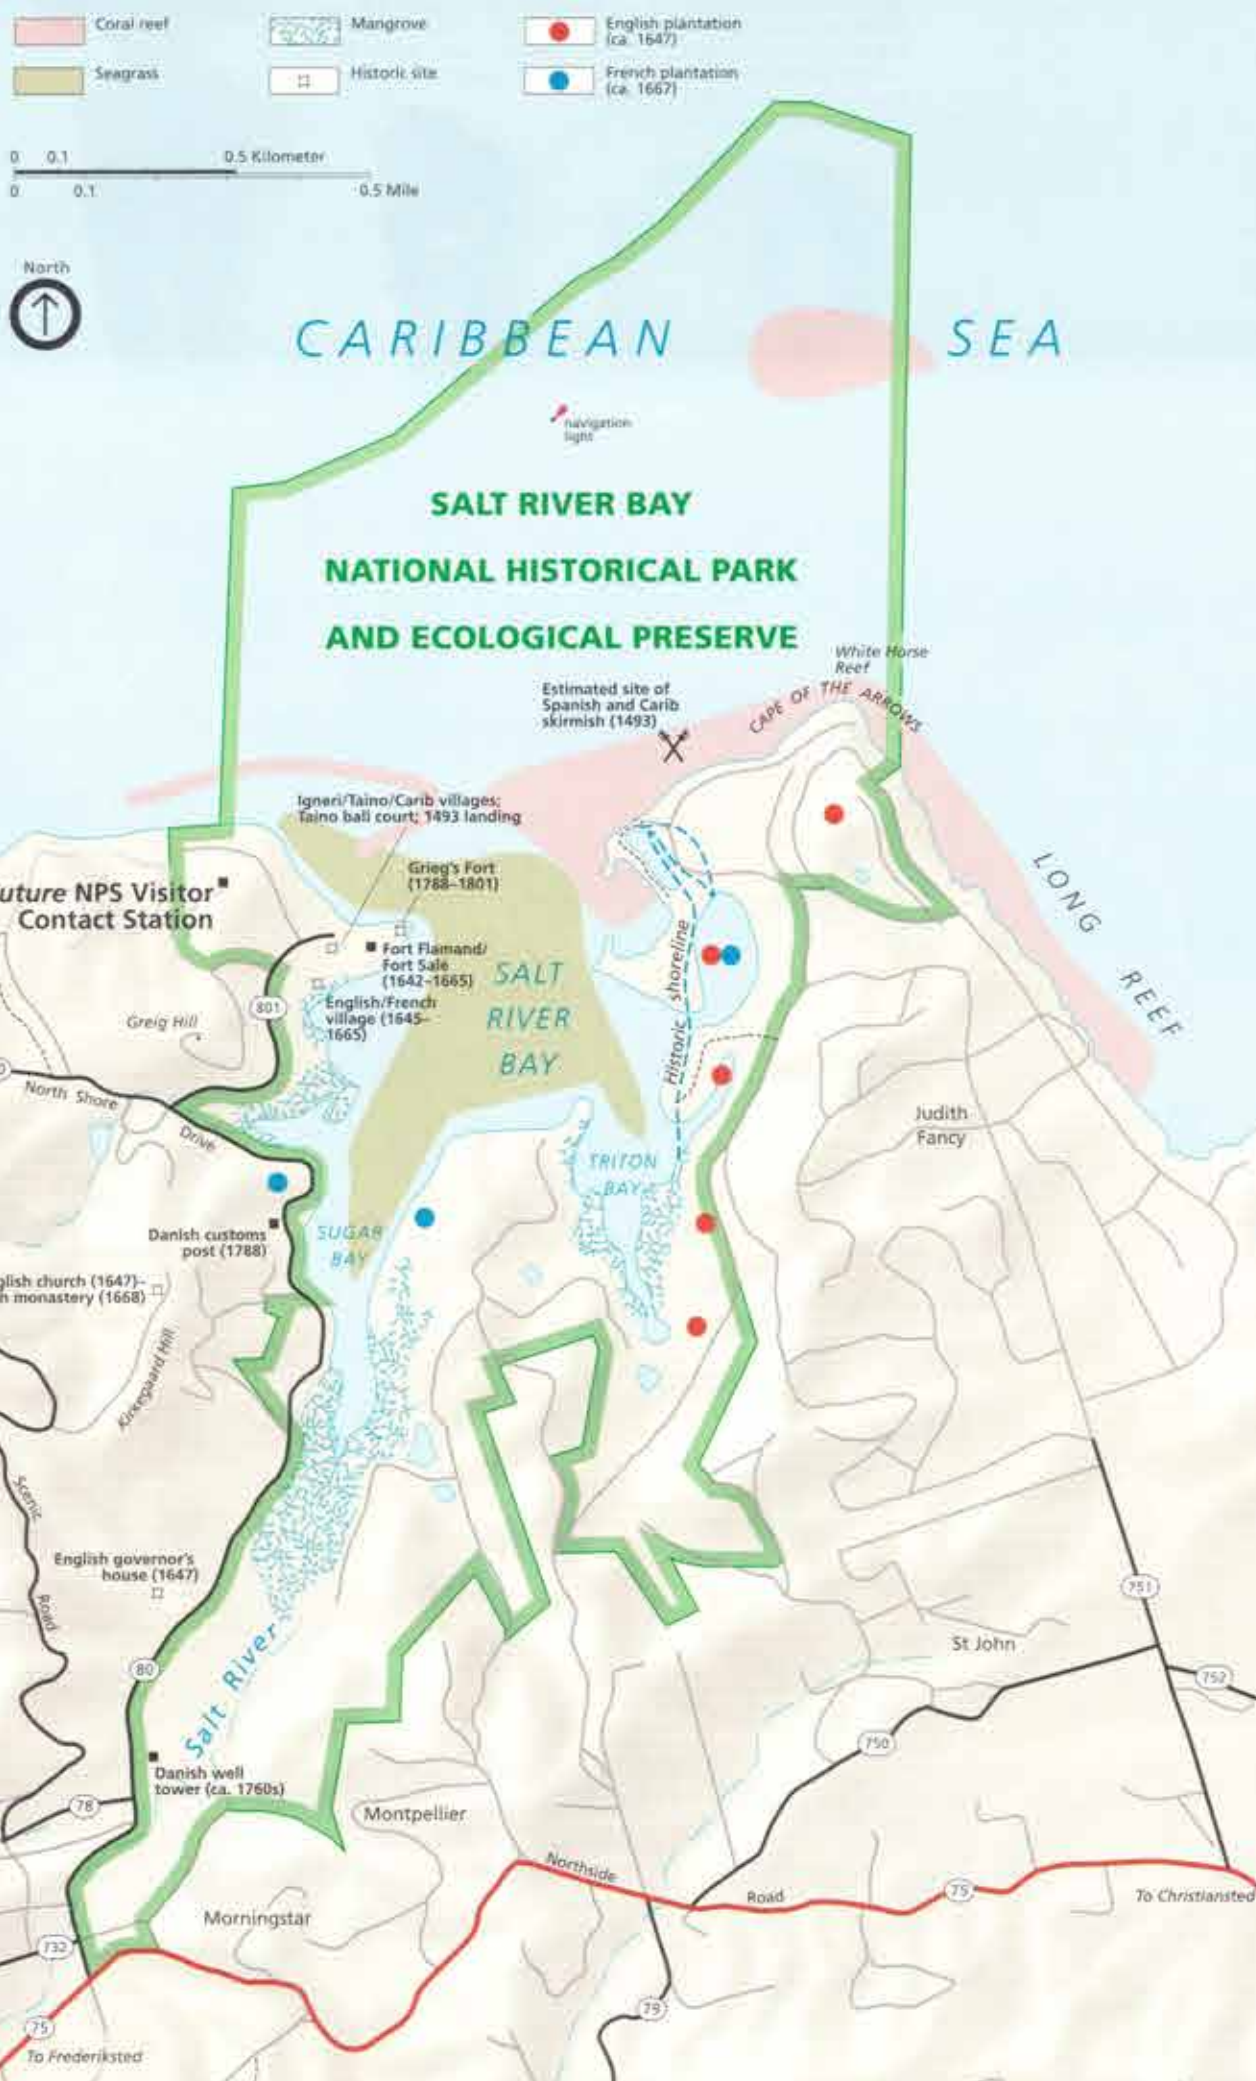 Coral reef
Mangrove
English plantation
(ca. 1647)
Seagrass
Historic site
French plantation
(ca. 1667)
0 0.1 0.5 Kilometer
0 0.1 0.5 Mile
North
CARIBBEAN SEA
navigation
light
SALT RIVER BAY
NATIONAL HISTORICAL PARK
AND ECOLOGICAL PRESERVE
White Horse
Reef
CAPE OF THE ARROWS
Estimated site of
Spanish and Carib
skirmish (1493)
Igneri/Taino/Carib villages;
Taino ball court; 1493 landing
Grieg's Fort
(1788–1801)
uture NPS Visitor
Contact Station
Fort Flamand/
Fort Sale
(1642–1665)
English/French
village (1645–
1665)
SALT
RIVER
BAY
Historic shoreline
LONG REEF
801
Greig Hill
North Shore Drive
Judith
Fancy
TRITON
BAY
SUGAR
BAY
Danish customs
post (1788)
glish church (1647)–
h monastery (1668)
Kirkegaard Hill
Scenic Road
English governor's
house (1647)
751
St John
752
80
Salt River
750
Danish well
tower (ca. 1760s)
78
Montpellier
Northside Road
75
To Christiansted
Morningstar
732
79
75
To Frederiksted